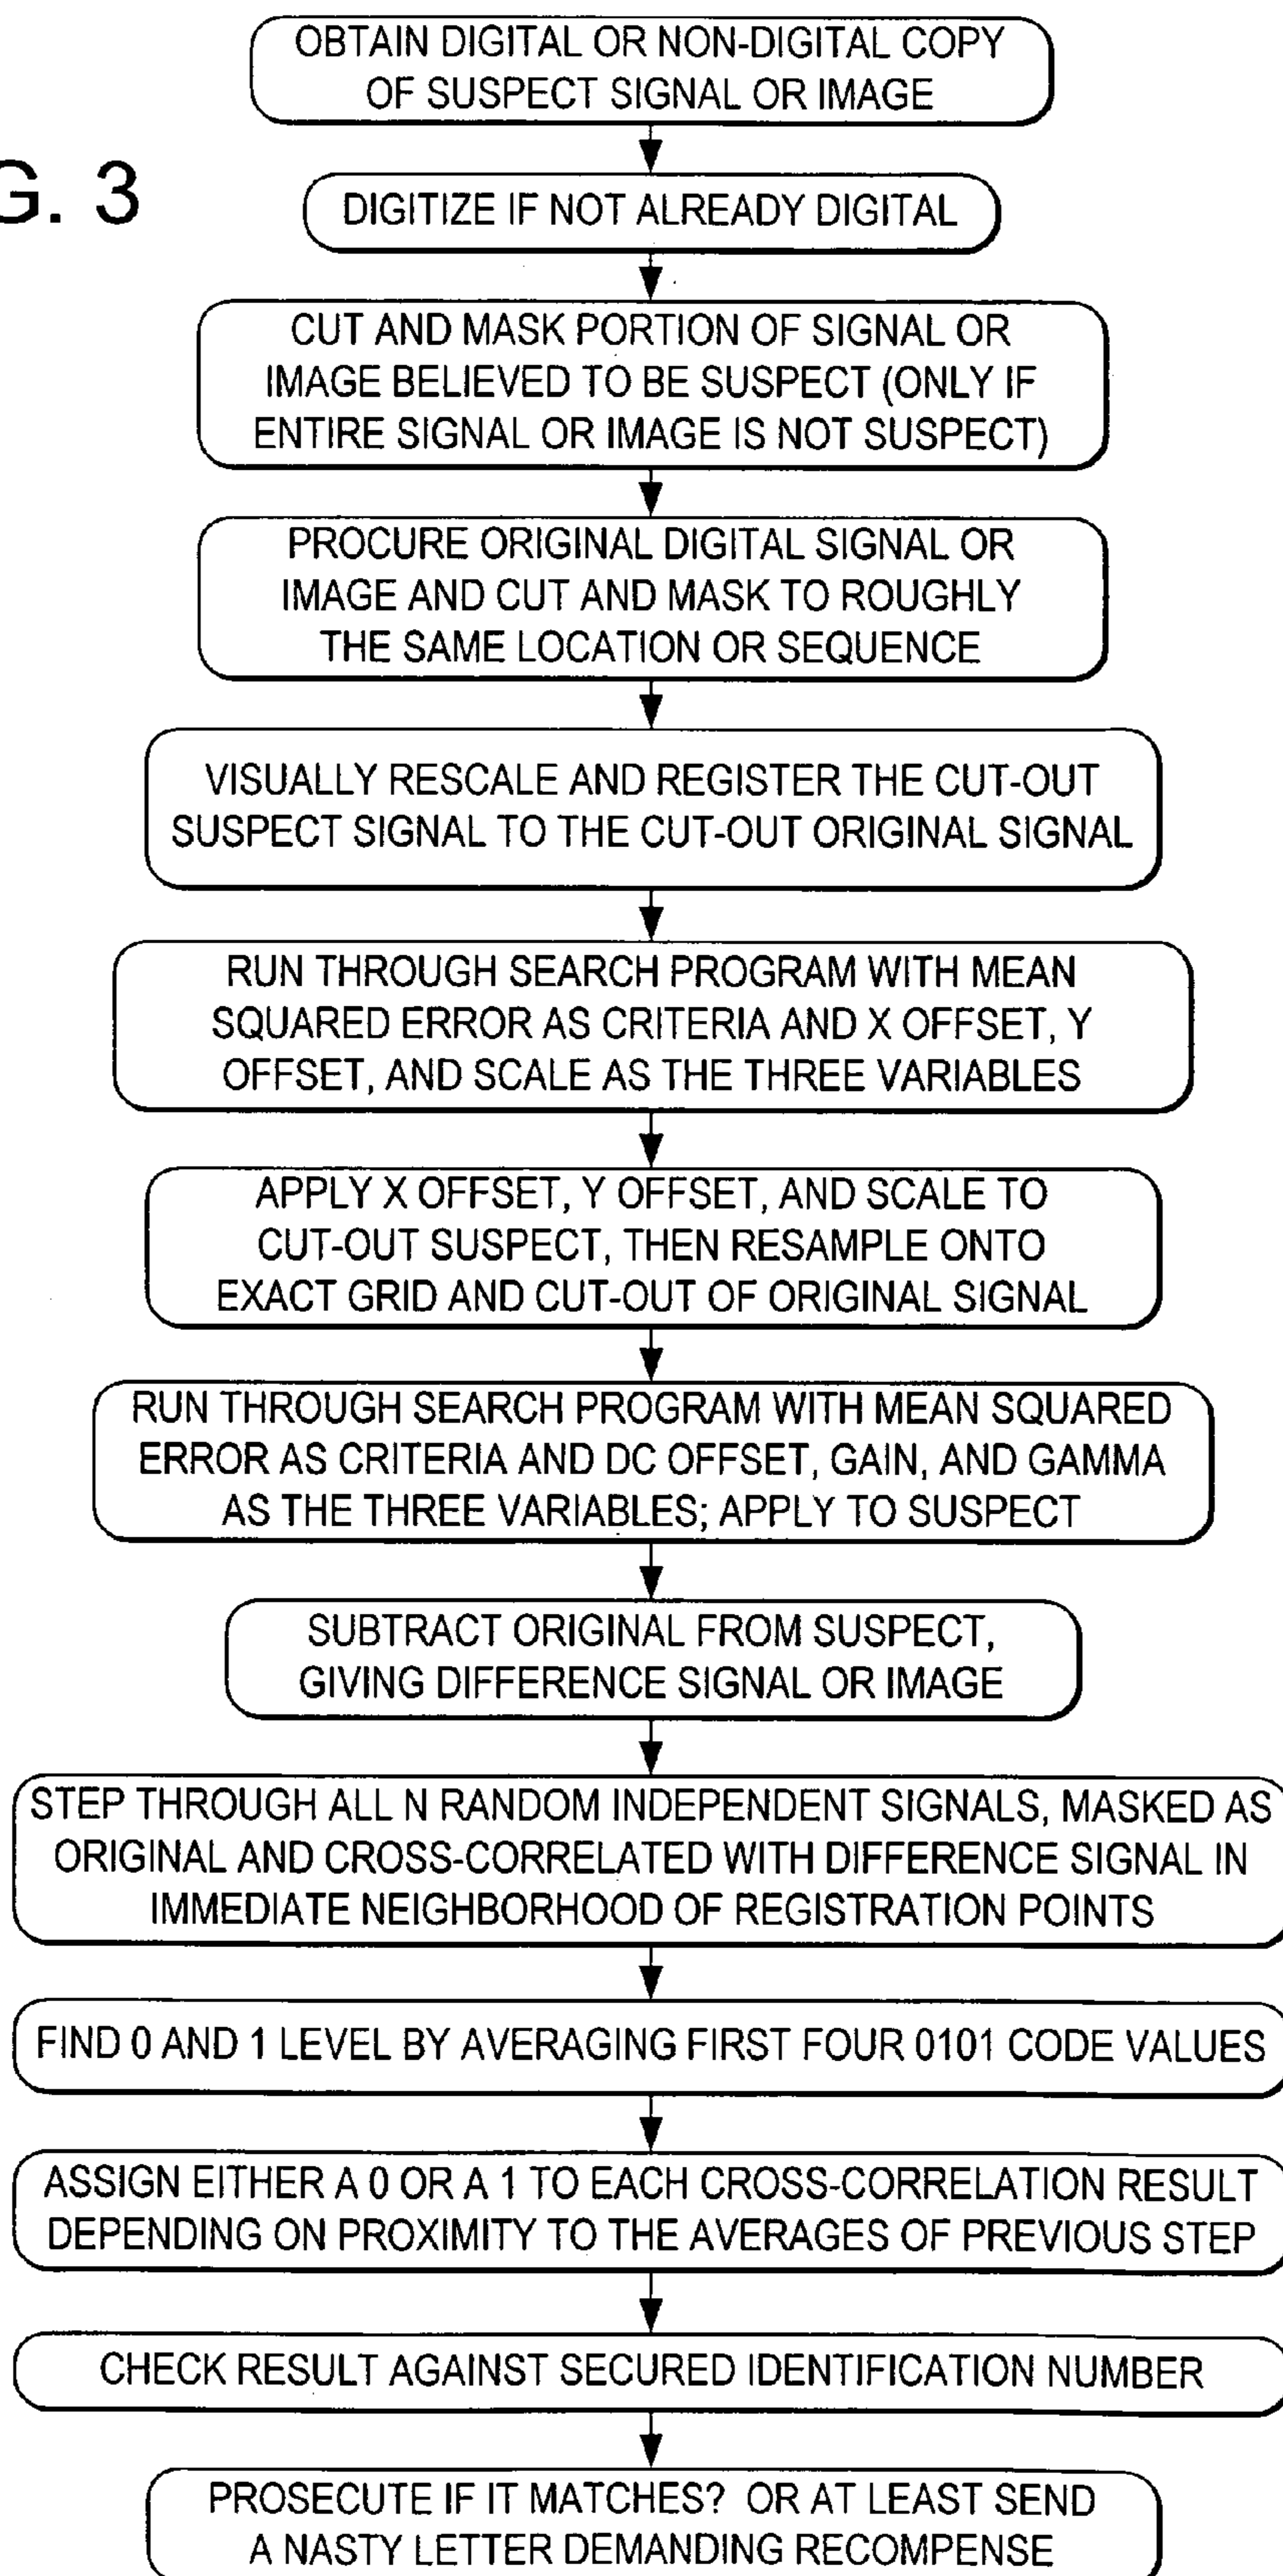 OBTAIN DIGITAL OR NON-DIGITAL COPY
OF SUSPECT SIGNAL OR IMAGE
G. 3
DIGITIZE IF NOT ALREADY DIGITAL
CUT AND MASK PORTION OF SIGNAL OR
IMAGE BELIEVED TO BE SUSPECT (ONLY IF
ENTIRE SIGNAL OR IMAGE IS NOT SUSPECT)
PROCURE ORIGINAL DIGITAL SIGNAL OR
IMAGE AND CUT AND MASK TO ROUGHLY
THE SAME LOCATION OR SEQUENCE
VISUALLY RESCALE AND REGISTER THE CUT-OUT
SUSPECT SIGNAL TO THE CUT-OUT ORIGINAL SIGNAL
RUN THROUGH SEARCH PROGRAM WITH MEAN
SQUARED ERROR AS CRITERIA AND X OFFSET, Y
OFFSET, AND SCALE AS THE THREE VARIABLES
APPLY X OFFSET, Y OFFSET, AND SCALE TO
CUT-OUT SUSPECT, THEN RESAMPLE ONTO
EXACT GRID AND CUT-OUT OF ORIGINAL SIGNAL
RUN THROUGH SEARCH PROGRAM WITH MEAN SQUARED
ERROR AS CRITERIA AND DC OFFSET, GAIN, AND GAMMA
AS THE THREE VARIABLES; APPLY TO SUSPECT
SUBTRACT ORIGINAL FROM SUSPECT,
GIVING DIFFERENCE SIGNAL OR IMAGE
STEP THROUGH ALL N RANDOM INDEPENDENT SIGNALS, MASKED AS
ORIGINAL AND CROSS-CORRELATED WITH DIFFERENCE SIGNAL IN
IMMEDIATE NEIGHBORHOOD OF REGISTRATION POINTS
FIND 0 AND 1 LEVEL BY AVERAGING FIRST FOUR 0101 CODE VALUES
ASSIGN EITHER A 0 OR A 1 TO EACH CROSS-CORRELATION RESULT
DEPENDING ON PROXIMITY TO THE AVERAGES OF PREVIOUS STEP
CHECK RESULT AGAINST SECURED IDENTIFICATION NUMBER
PROSECUTE IF IT MATCHES? OR AT LEAST SEND
A NASTY LETTER DEMANDING RECOMPENSE